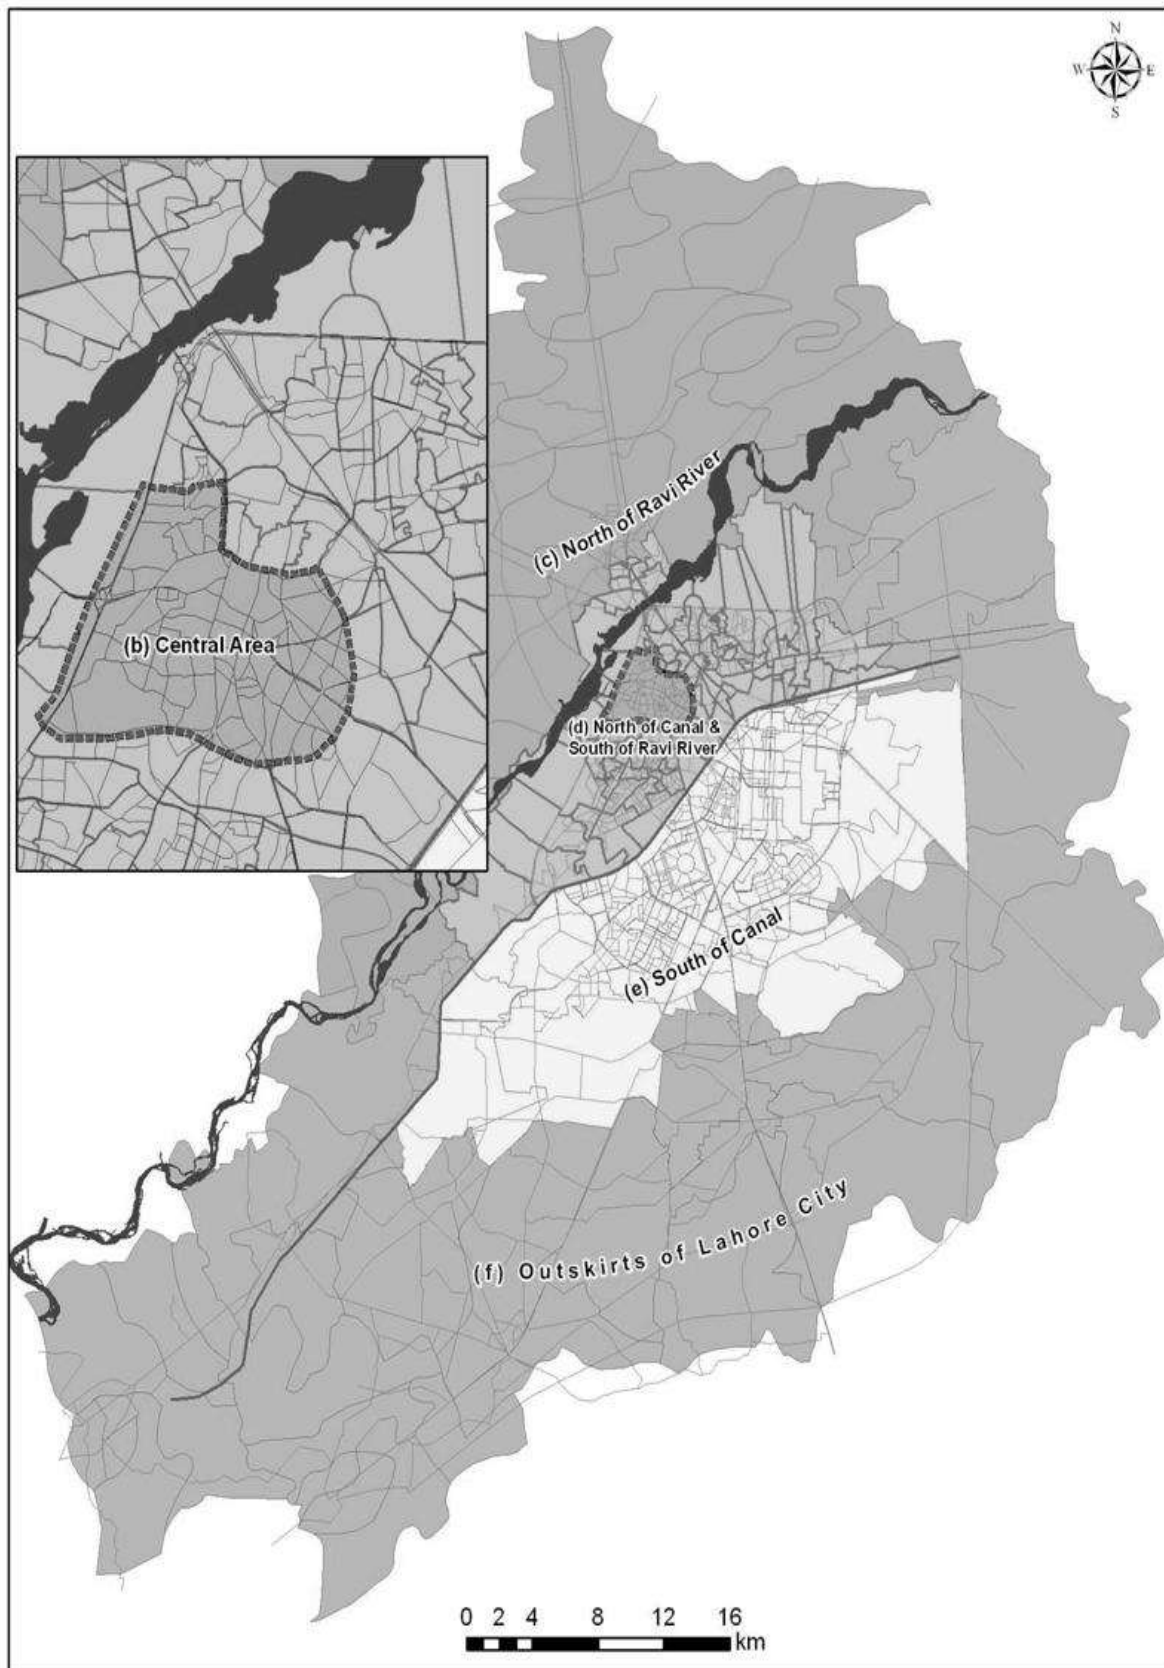 N
W E
S
(c) North of Ravi River
(b) Central Area
(d) North of Canal &
South of Ravi River
(e) South of Canal
(f) Outskirts of Lahore City
0 2 4 8 12 16
km